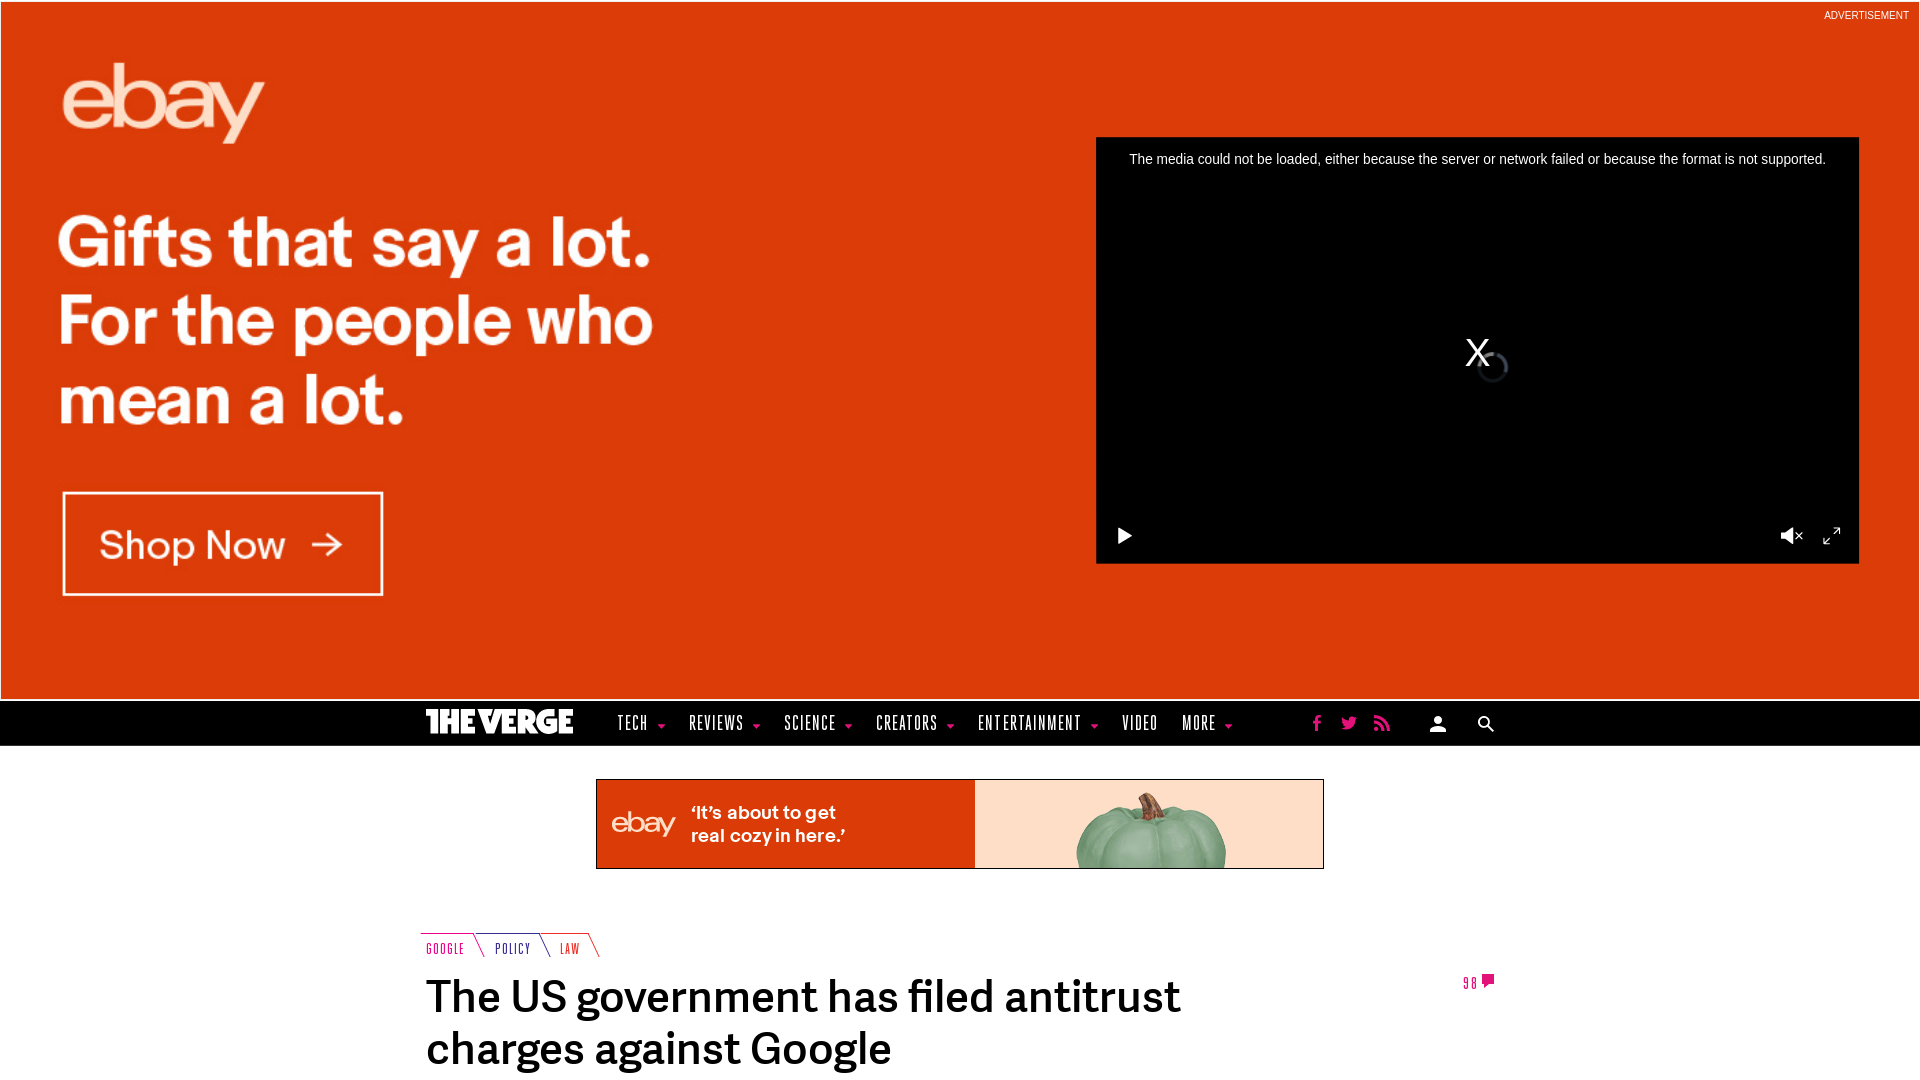 ADVERTISEMENT
ebay
Gifts that say a lot.
For the people who
mean a lot.
Shop Now
The media could not be loaded, either because the server or network failed or because the format is not supported.
X
THE VERGE
TECH
REVIEWS
SCIENCE
CREATORS
ENTERTAINMENT
VIDEO
MORE
ebay
‘It’s about to get
real cozy in here.’
GOOGLE
POLICY
LAW
The US government has filed antitrust
charges against Google
98